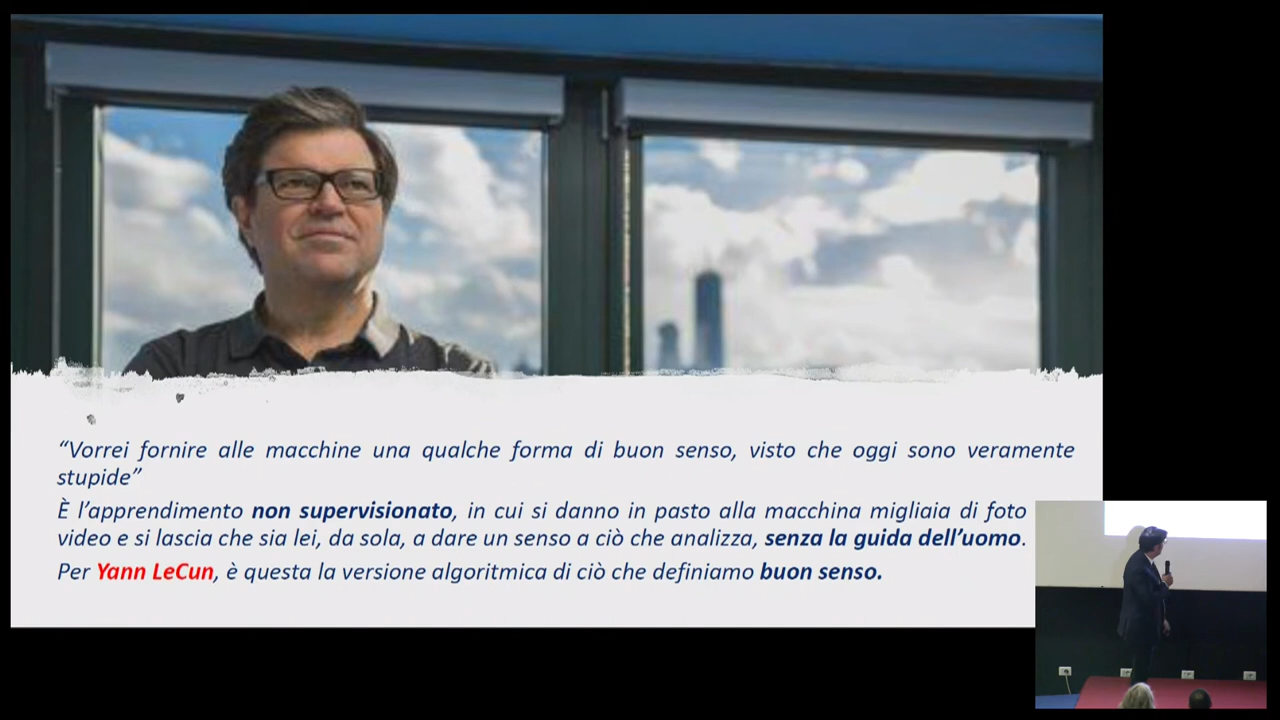 “Vorrei fornire alle macchine una qualche forma di buon senso, visto che oggi sono veramente
stupide”
È l’apprendimento non supervisionato, in cui si danno in pasto alla macchina migliaia di foto
video e si lascia che sia lei, da sola, a dare un senso a ciò che analizza, senza la guida dell’uomo.
Per Yann LeCun, è questa la versione algoritmica di ciò che definiamo buon senso.